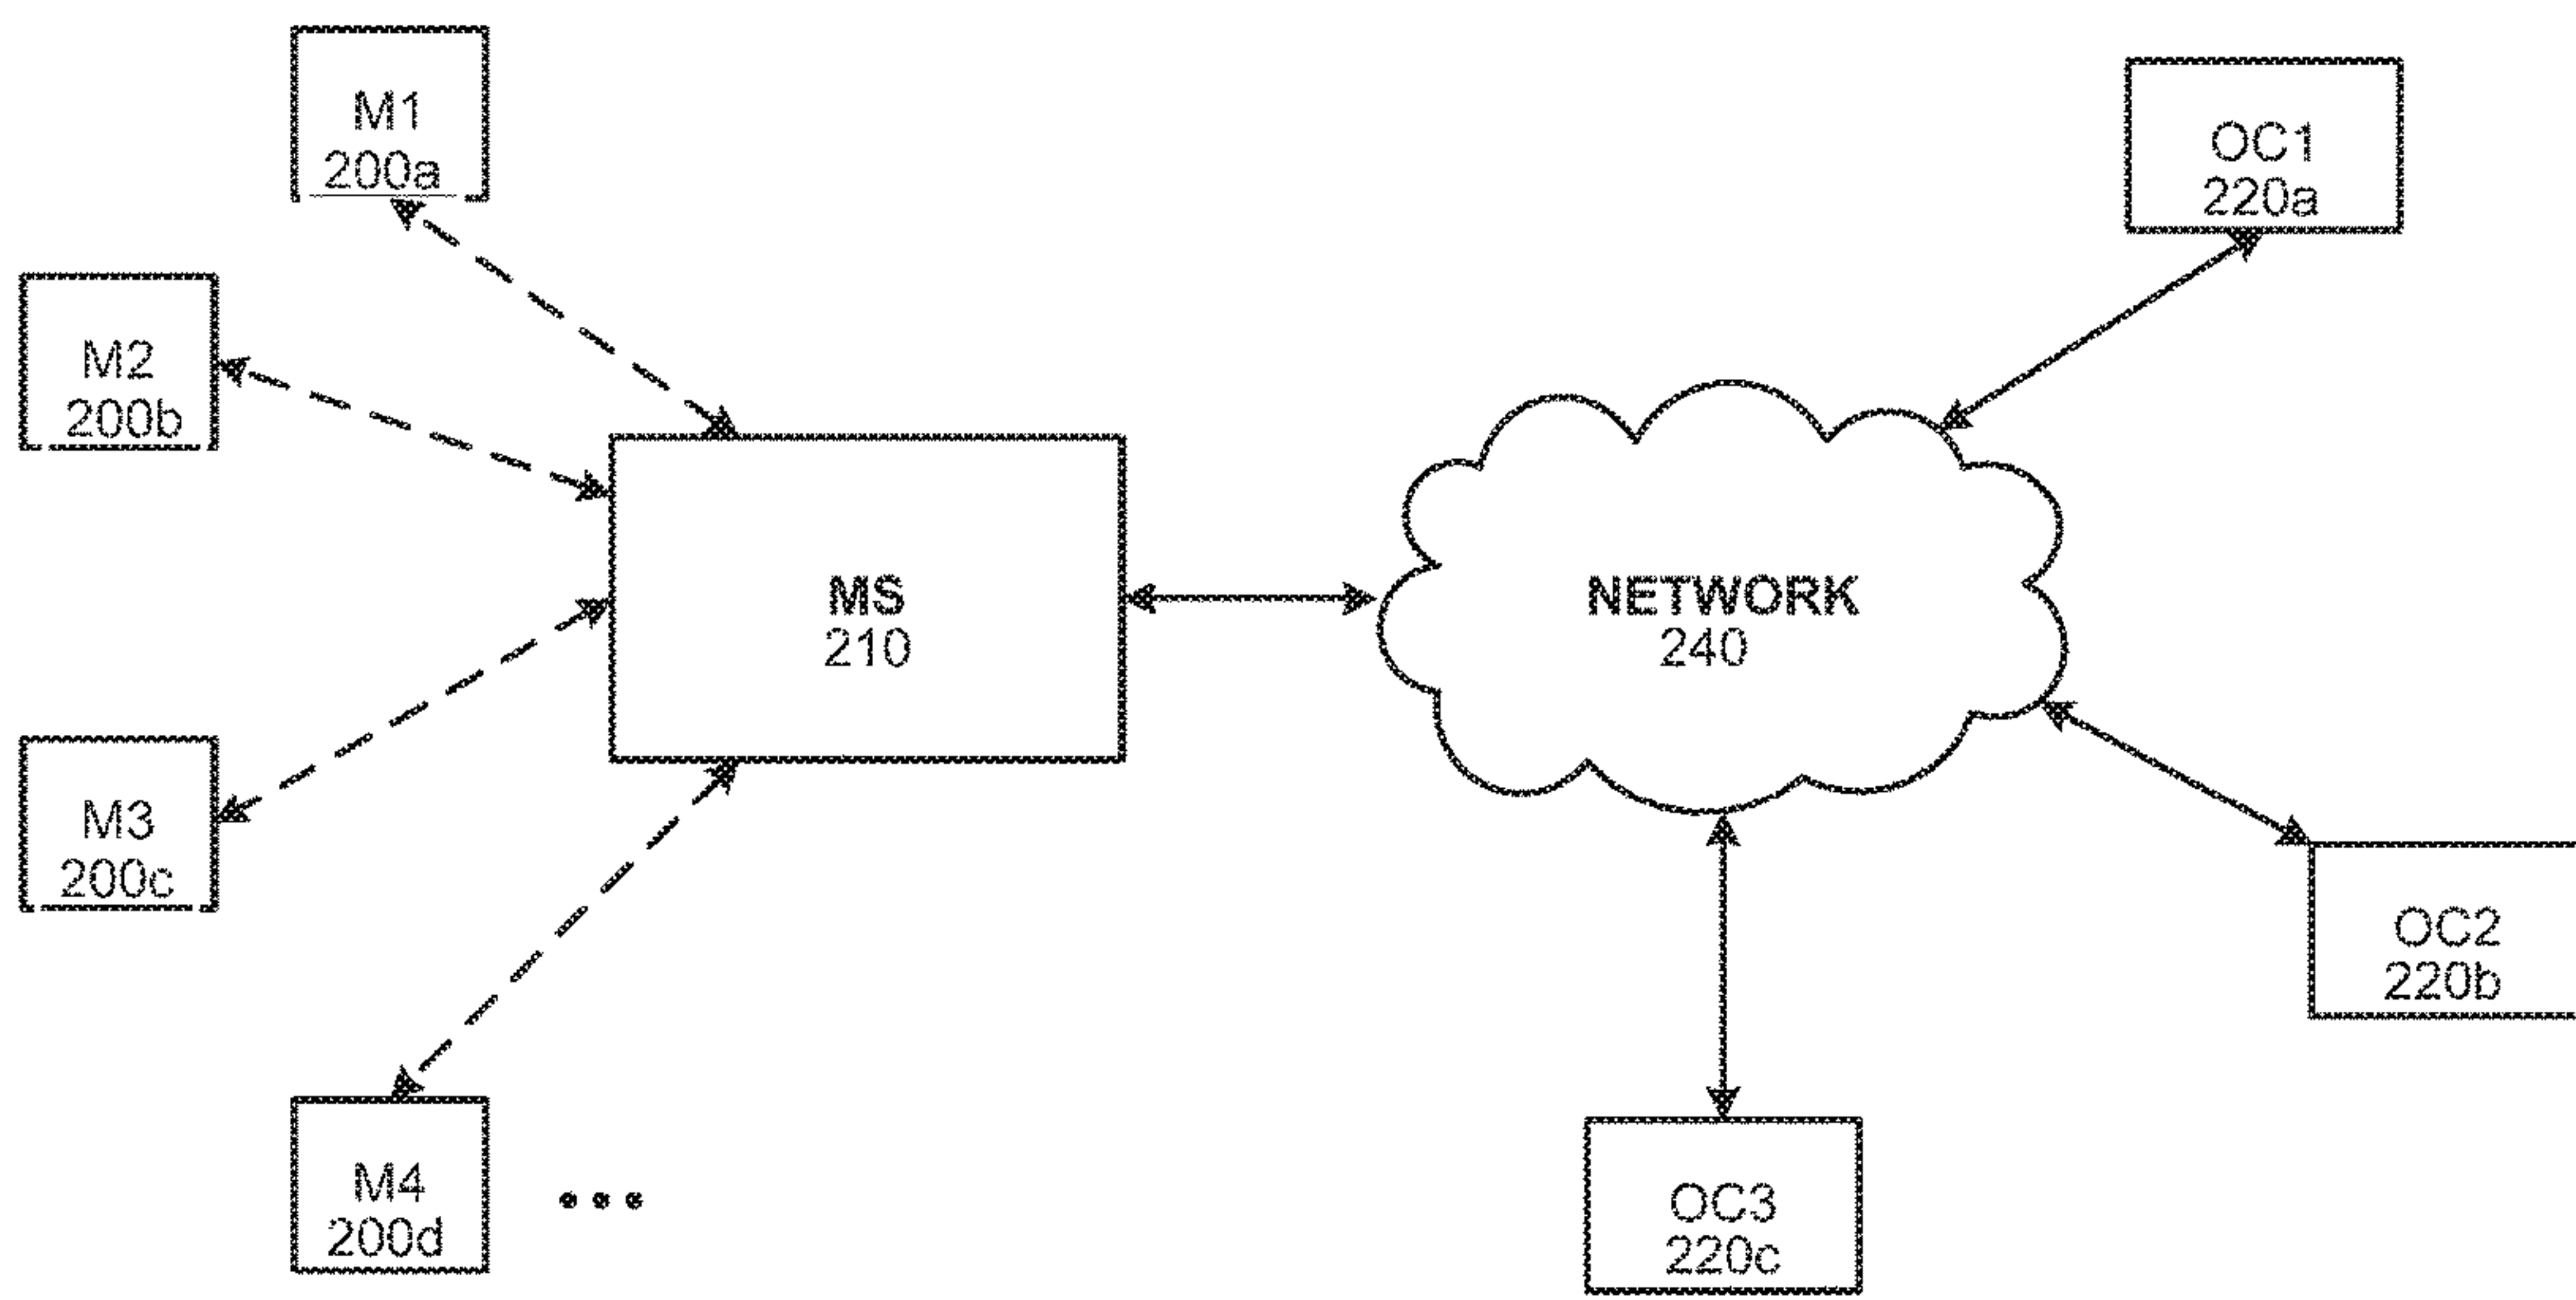 M1
200a
M2
200b
M3
200c
M4
200d
...
MS
210
NETWORK
240
OC1
220a
OC2
220b
OC3
220c